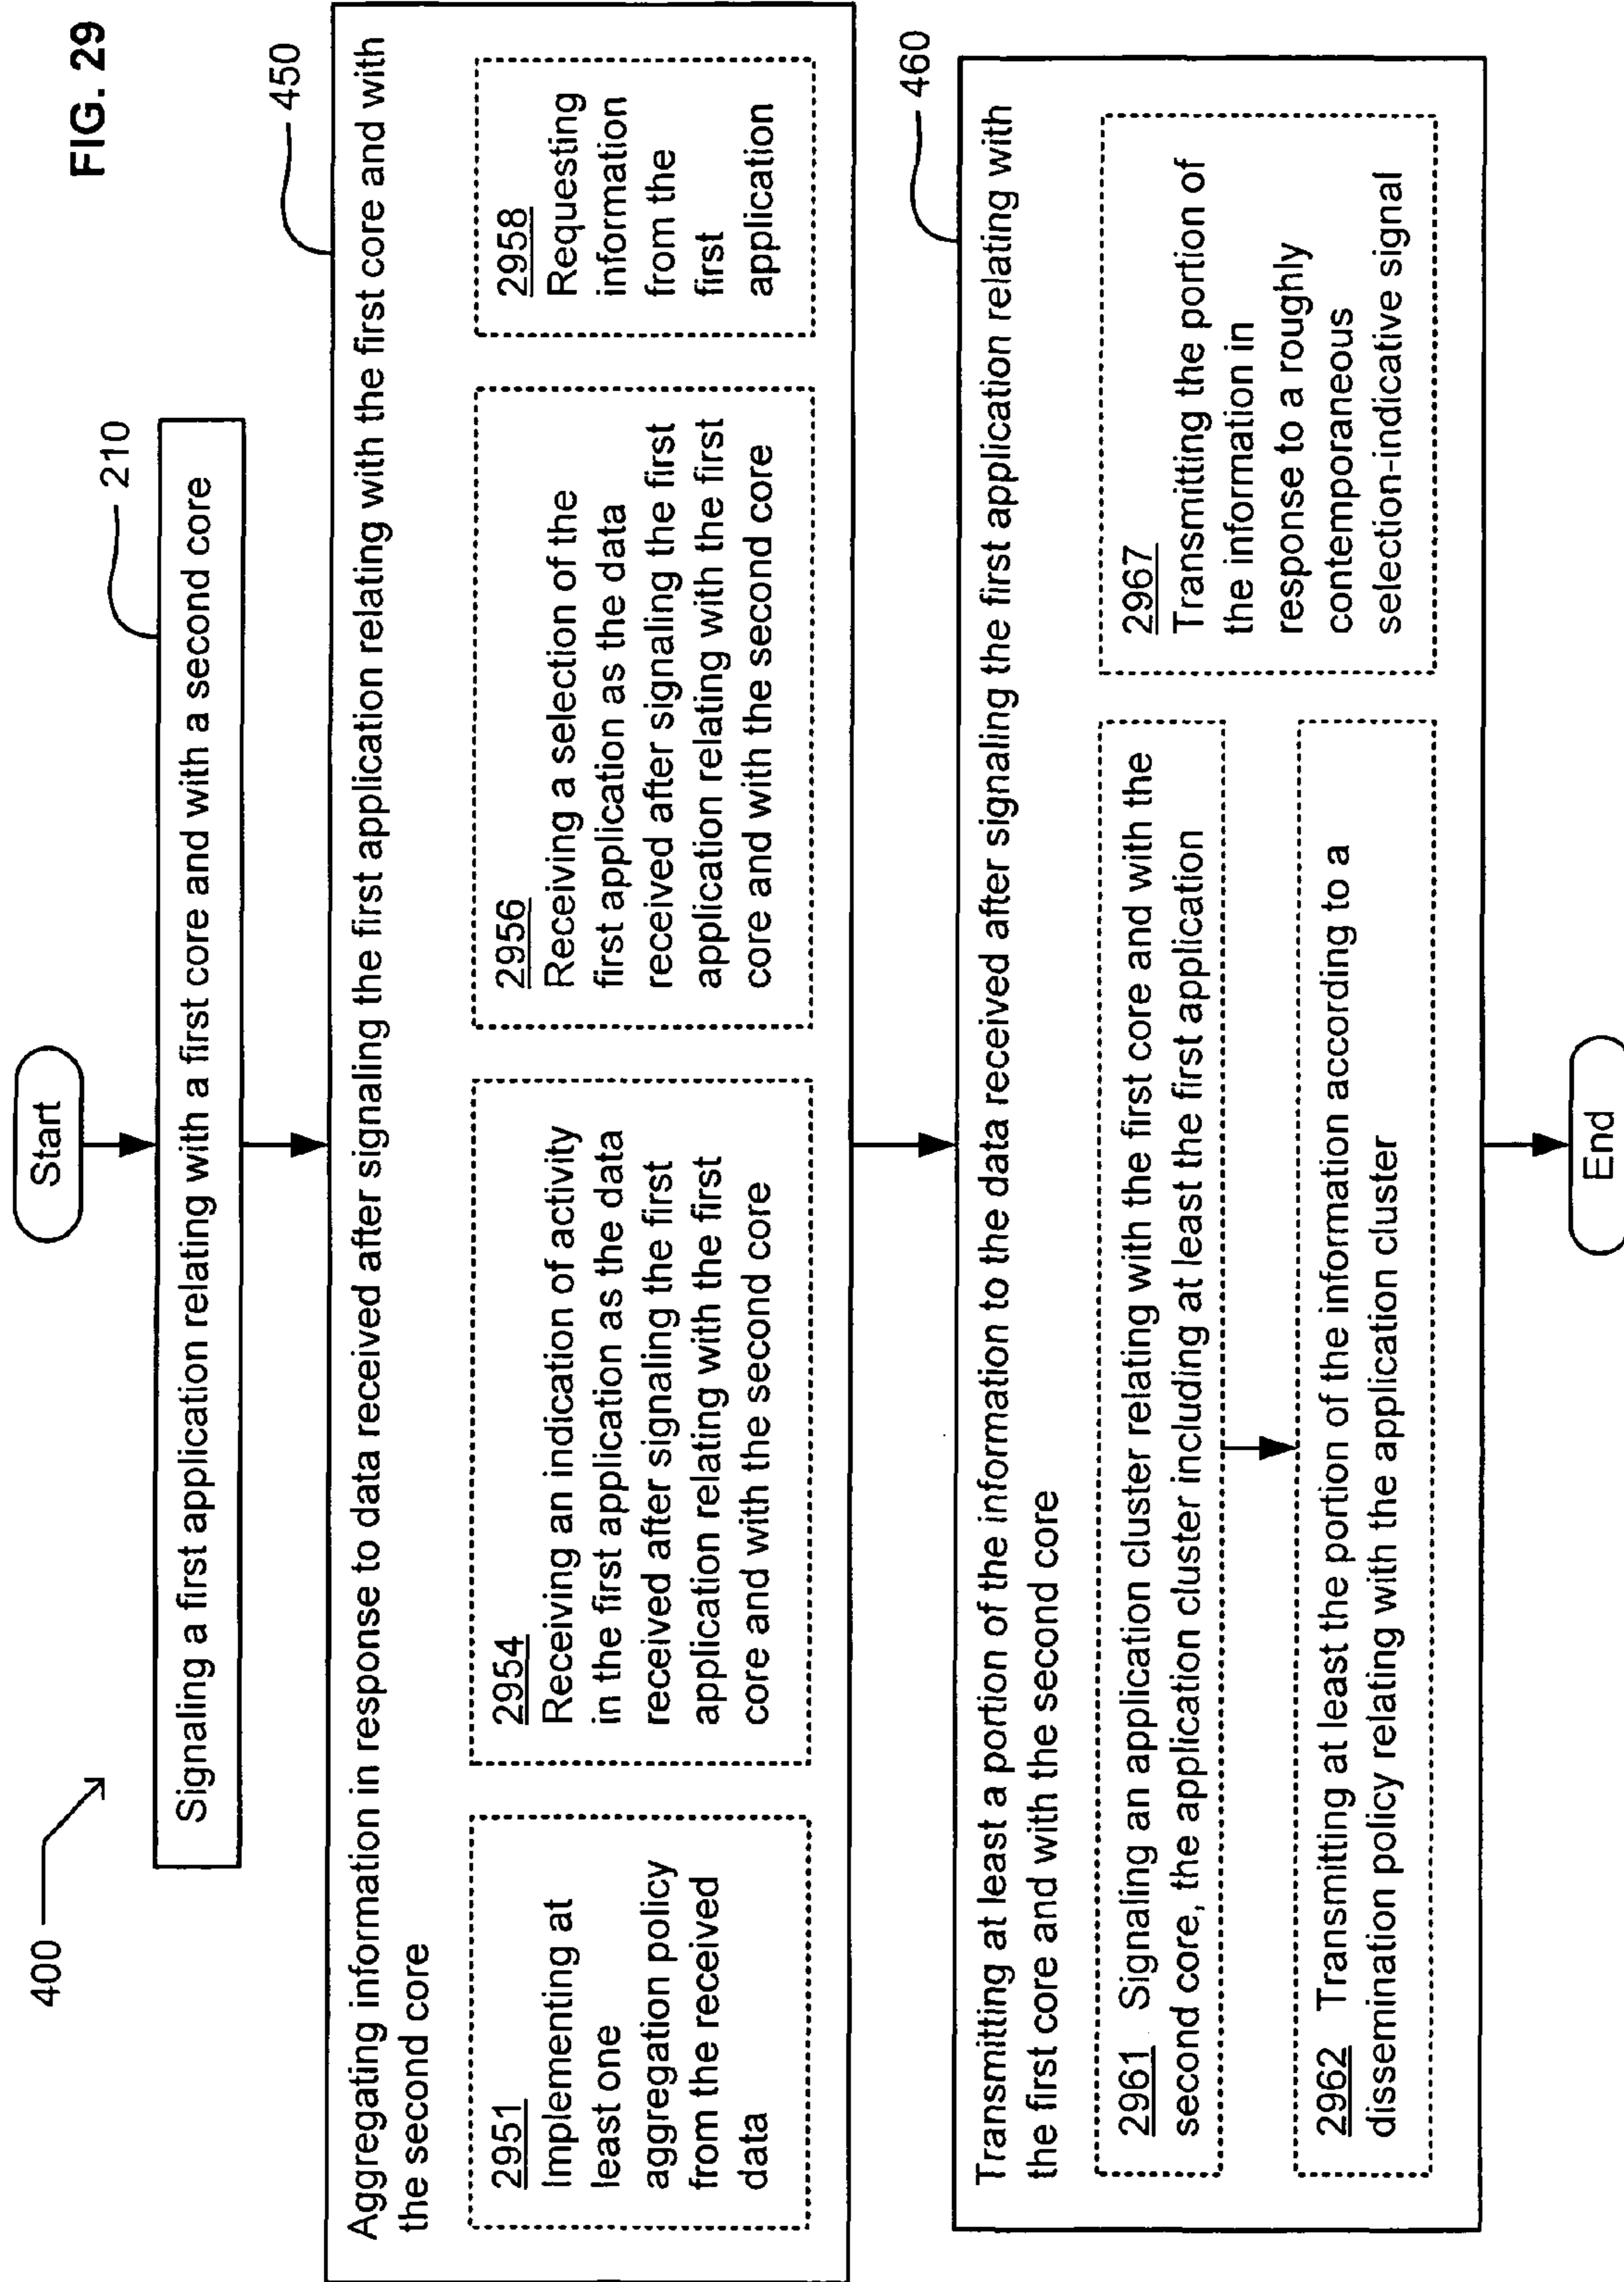 FIG. 29
400
Start
210
Signaling a first application relating with a first core and with a second core
450
Aggregating information in response to data received after signaling the first application relating with the first core and with
the second core
2951
Implementing at
least one
aggregation policy
from the received
data
2954
Receiving an indication of activity
in the first application as the data
received after signaling the first
application relating with the first
core and with the second core
2956
Receiving a selection of the
first application as the data
received after signaling the first
application relating with the first
core and with the second core
2958
Requesting
information
from the
first
application
460
Transmitting at least a portion of the information to the data received after signaling the first application relating with
the first core and with the second core
2961 Signaling an application cluster relating with the first core and with the
second core, the application cluster including at least the first application
2962 Transmitting at least the portion of the information according to a
dissemination policy relating with the application cluster
2967
Transmitting the portion of
the information in
response to a roughly
contemporaneous
selection-indicative signal
End